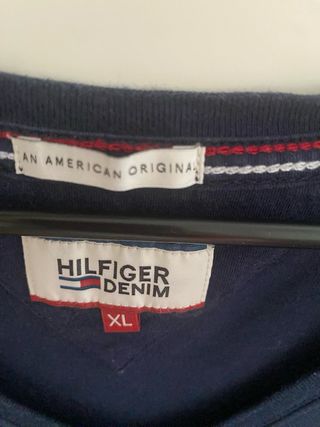 AN AMERICAN ORIGINAL
HILFIGER
DENIM
XL